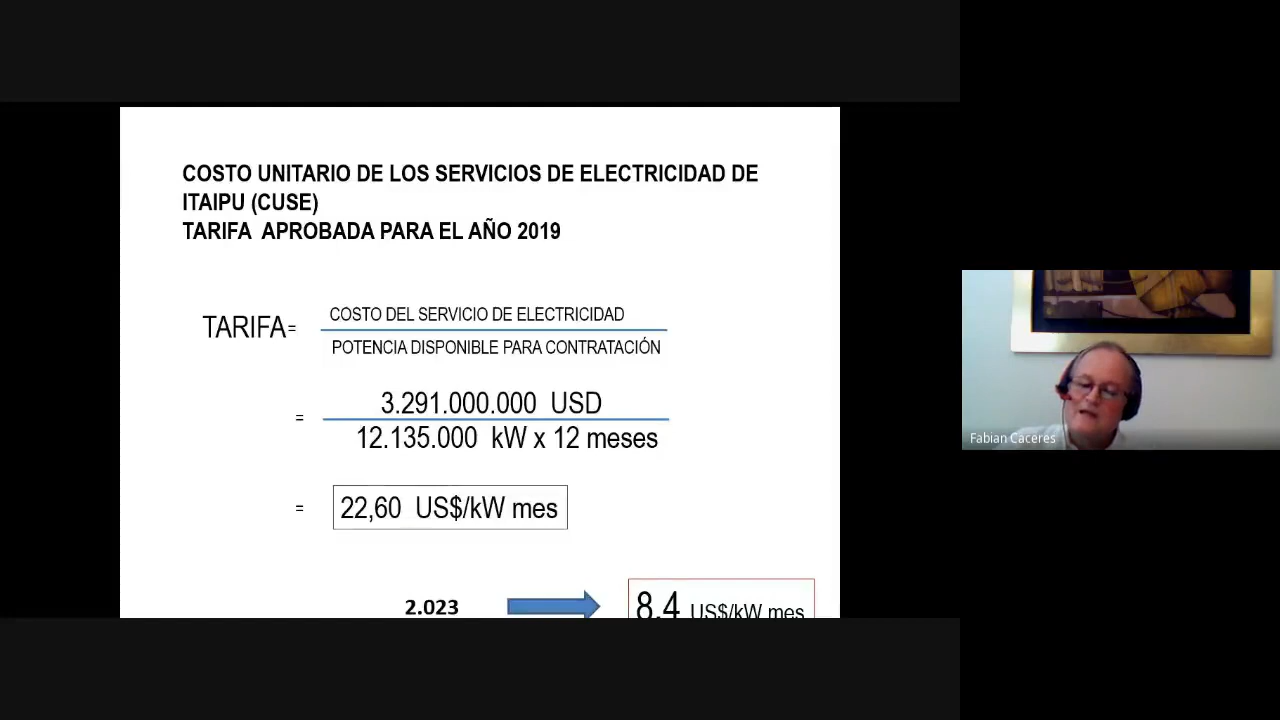 COSTO UNITARIO DE LOS SERVICIOS DE ELECTRICIDAD DE
ITAIPU (CUSE)
TARIFA APROBADA PARA EL AÑO 2019
TARIFA=
COSTO DEL SERVICIO DE ELECTRICIDAD
POTENCIA DISPONIBLE PARA CONTRATACIÓN
=
3.291.000.000 USD
12.135.000 kW x 12 meses
=
22,60 US$/kW mes
2.023
8.4 US$/kW mes
Fabian Caceres